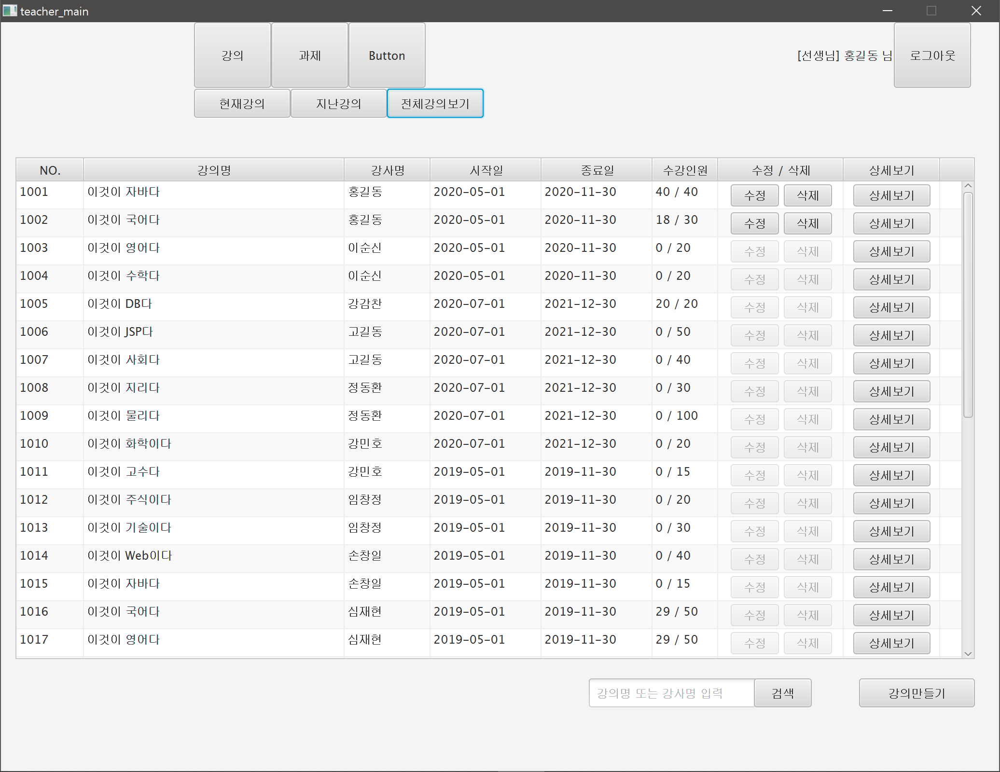 teacher_main
강의 과제 Button [선생님] 홍길동 님 로그아웃
현재강의 지난강의 전체강의보기
NO. 강의명 강사명 시작일 종료일 수강인원 수정 / 삭제 상세보기
1001 이것이 자바다 홍길동 2020-05-01 2020-11-30 40 / 40 수정 삭제 상세보기
1002 이것이 국어다 홍길동 2020-05-01 2020-11-30 18 / 30 수정 삭제 상세보기
1003 이것이 영어다 이순신 2020-05-01 2020-11-30 0 / 20 수정 삭제 상세보기
1004 이것이 수학다 이순신 2020-05-01 2020-11-30 0 / 20 수정 삭제 상세보기
1005 이것이 DB다 강감찬 2020-07-01 2021-12-30 20 / 20 수정 삭제 상세보기
1006 이것이 JSP다 고길동 2020-07-01 2021-12-30 0 / 50 수정 삭제 상세보기
1007 이것이 사회다 고길동 2020-07-01 2021-12-30 0 / 40 수정 삭제 상세보기
1008 이것이 지리다 정동환 2020-07-01 2021-12-30 0 / 30 수정 삭제 상세보기
1009 이것이 물리다 정동환 2020-07-01 2021-12-30 0 / 100 수정 삭제 상세보기
1010 이것이 화학이다 강민호 2020-07-01 2021-12-30 0 / 20 수정 삭제 상세보기
1011 이것이 고수다 강민호 2019-05-01 2019-11-30 0 / 15 수정 삭제 상세보기
1012 이것이 주식이다 임창정 2019-05-01 2019-11-30 0 / 20 수정 삭제 상세보기
1013 이것이 기술이다 임창정 2019-05-01 2019-11-30 0 / 30 수정 삭제 상세보기
1014 이것이 Web이다 손창일 2019-05-01 2019-11-30 0 / 40 수정 삭제 상세보기
1015 이것이 자바다 손창일 2019-05-01 2019-11-30 0 / 15 수정 삭제 상세보기
1016 이것이 국어다 심재현 2019-05-01 2019-11-30 29 / 50 수정 삭제 상세보기
1017 이것이 영어다 심재현 2019-05-01 2019-11-30 29 / 50 수정 삭제 상세보기
강의명 또는 강사명 입력 검색 강의만들기